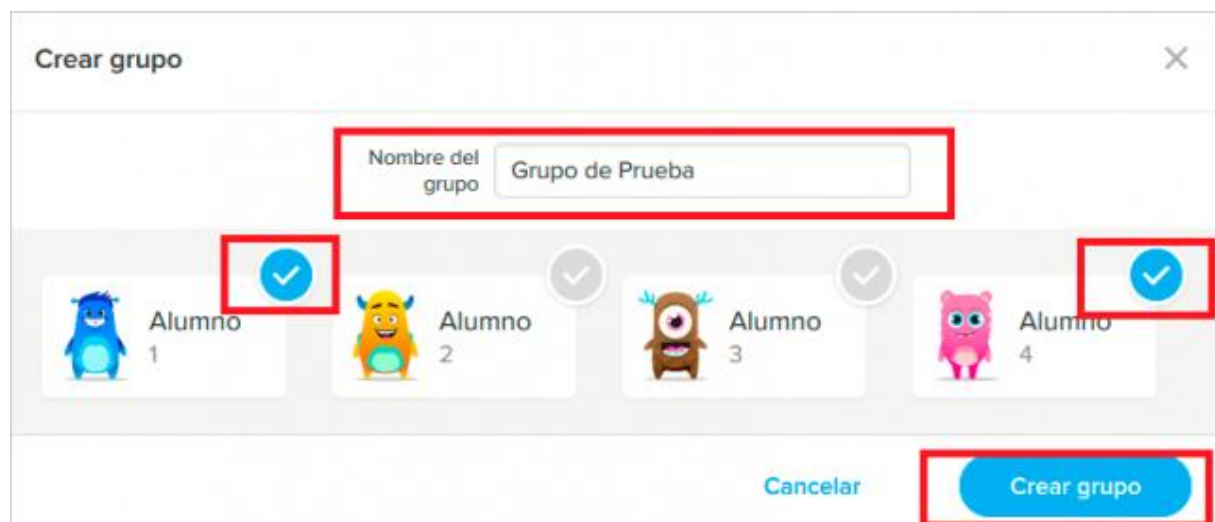 Crear grupo
Nombre del
grupo
Grupo de Prueba
Alumno
1
Alumno
2
Alumno
3
Alumno
4
Cancelar
Crear grupo